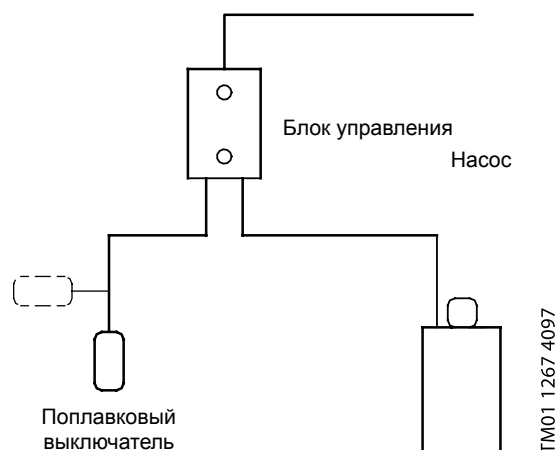 Блок управления
Насос
Поплавковый
выключатель
TM01 1267 4097